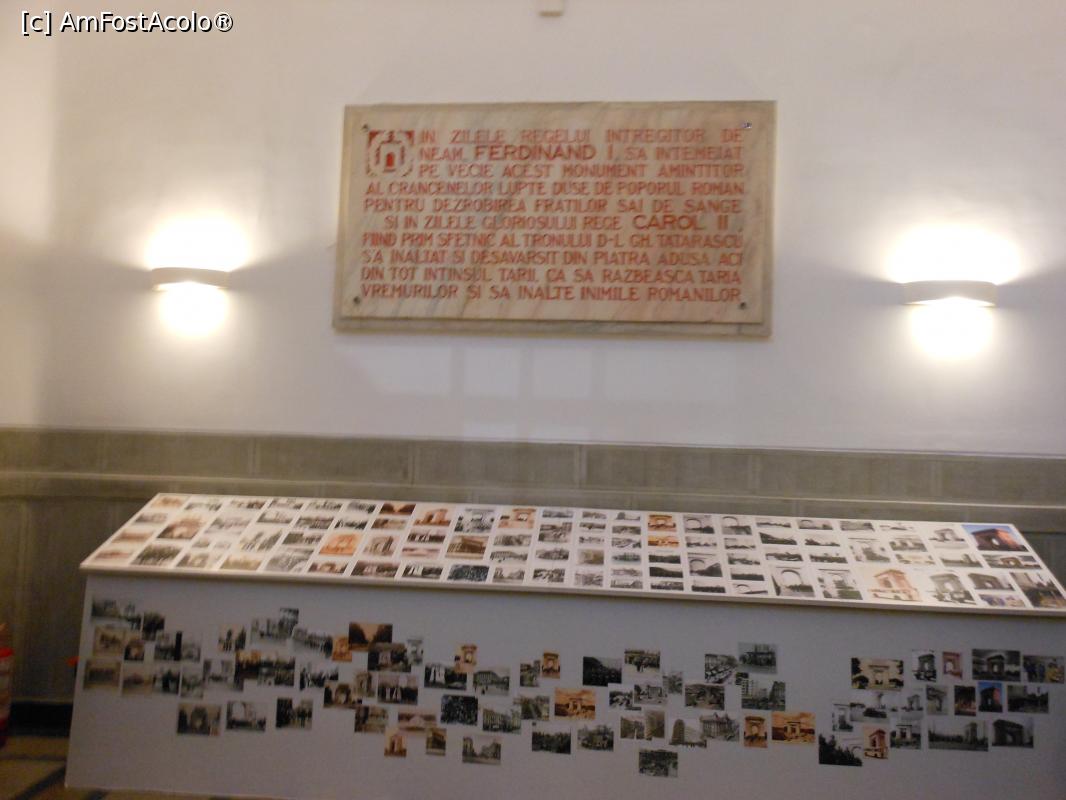 [c] AmFostAcolo®
IN ZILELE REGELUI INTREGITOR DE
NEAM, FERDINAND I, SA INTEMEIAT
PE VECIE ACEST MONUMENT AMINTITOR
AL CRANCENELOR LUPTE DUSE DE POPORUL ROMAN
PENTRU DEZROBIREA FRATILOR SAI DE SANGE
SI IN ZILELE GLORIOSULUI REGE CAROL II,
FIIND PRIM SFETNIC AL TRONULUI D-L GH. TATARASCU
S'A INALTAT SI DESAVARSIT DIN PIATRA ADUSA ACI
DIN TOT INTINSUL TARII, CA SA RAZBEASCA TARIA
VREMURILOR SI SA INALTE INIMILE ROMANILOR